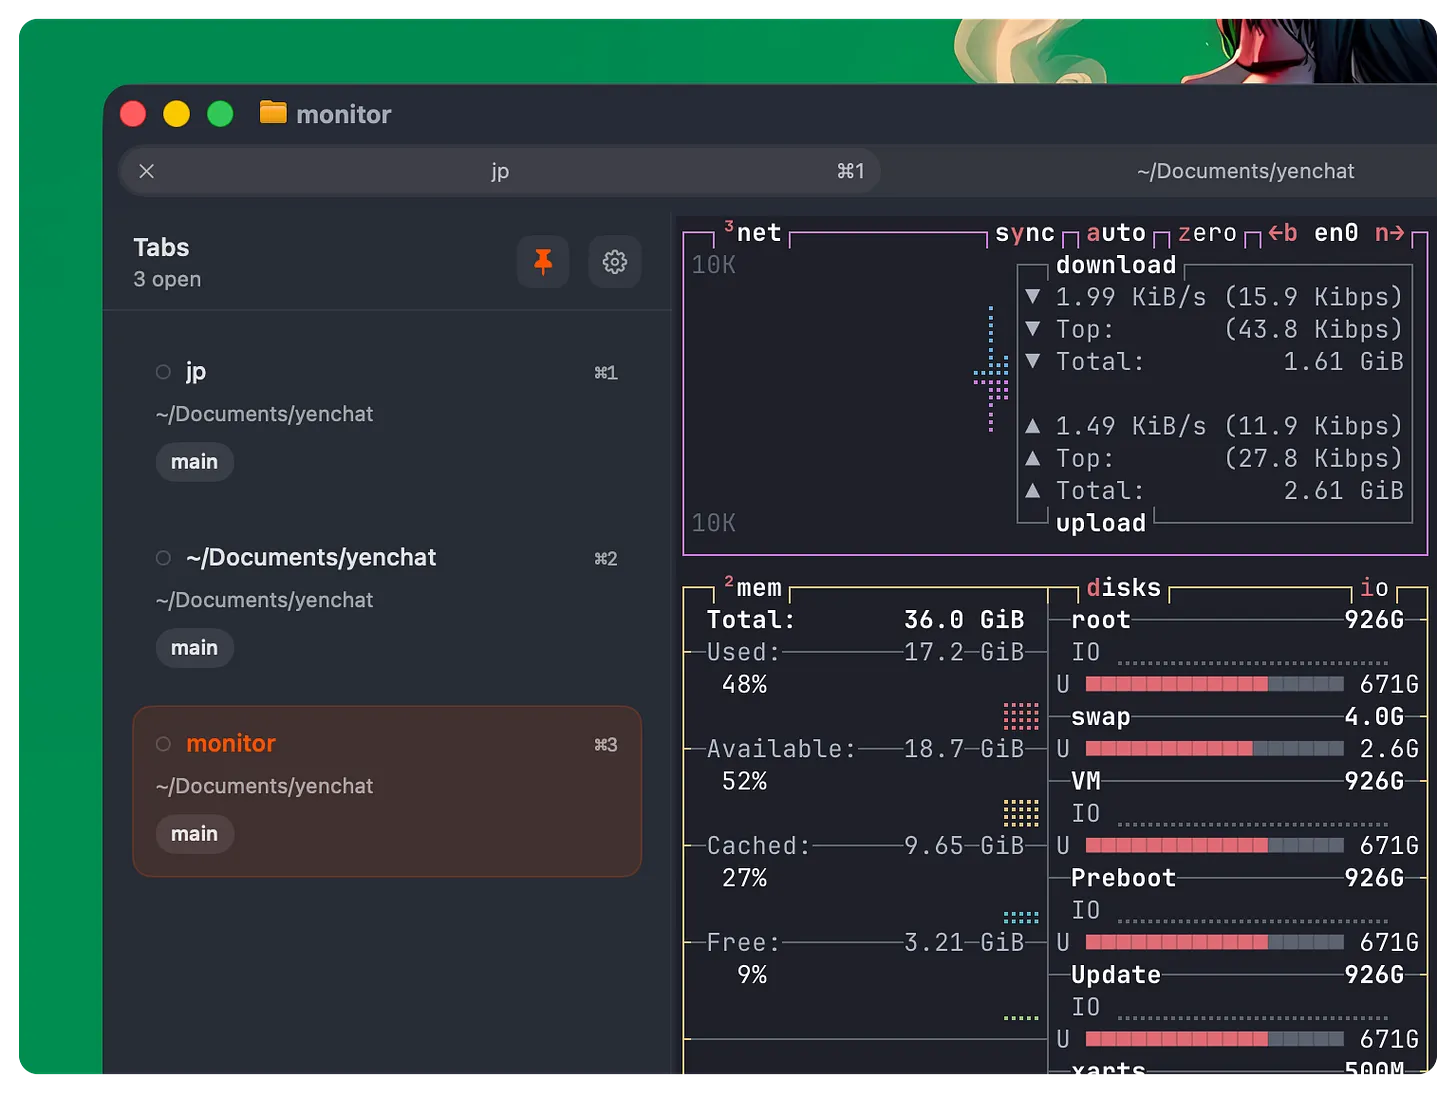 monitor
jp ⌘1 ~/Documents/yenchat
Tabs
3 open
jp ⌘1
~/Documents/yenchat
main
~/Documents/yenchat ⌘2
~/Documents/yenchat
main
monitor ⌘3
~/Documents/yenchat
main
3net sync auto zero ←b en0 n→
10K
download
▼ 1.99 KiB/s (15.9 Kibps)
▼ Top: (43.8 Kibps)
▼ Total: 1.61 GiB
▲ 1.49 KiB/s (11.9 Kibps)
▲ Top: (27.8 Kibps)
▲ Total: 2.61 GiB
10K
upload
2mem
Total: 36.0 GiB
Used: 17.2 GiB
48%
Available: 18.7 GiB
52%
Cached: 9.65 GiB
27%
Free: 3.21 GiB
9%
disks io
root 926G
IO
U 671G
swap 4.0G
U 2.6G
VM 926G
IO
U 671G
Preboot 926G
IO
U 671G
Update 926G
IO
U 671G
xarts 500M